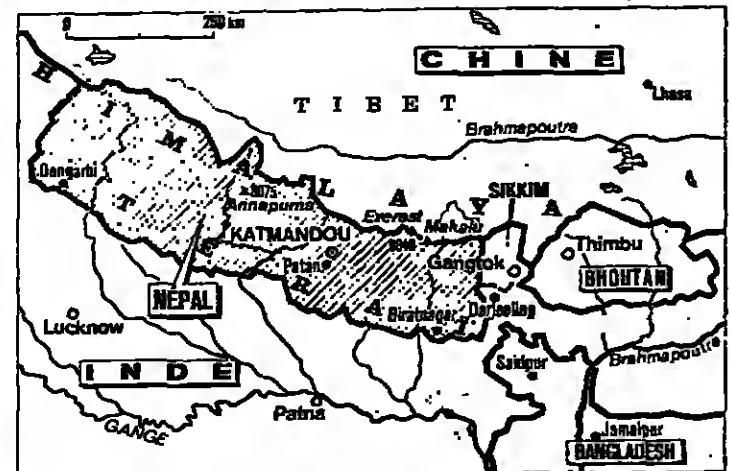 0 250 km
CHINE
TIBET
Lhasa
Brahmapoutre
HIMALAYA
Dangarhi
8075
Annapurna
Everest
Makalu
SIKKIM
KATMANDOU
Patan
Gangtok
Thimbu
BHOUTAN
NEPAL
TERA
Biratnagar
Darjeeling
Lucknow
Saidpur
Brahmapoutre
INDE
Patna
GANGE
Jamalpur
BANGLADESH